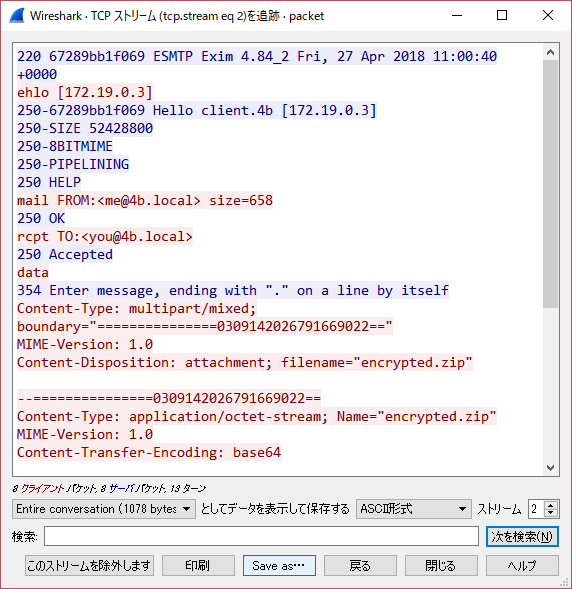 Wireshark · TCP ストリーム (tcp.stream eq 2)を追跡 · packet
220 67289bb1f069 ESMTP Exim 4.84_2 Fri, 27 Apr 2018 11:00:40
+0000
ehlo [172.19.0.3]
250-67289bb1f069 Hello client.4b [172.19.0.3]
250-SIZE 52428800
250-8BITMIME
250-PIPELINING
250 HELP
mail FROM:<me@4b.local> size=658
250 OK
rcpt TO:<you@4b.local>
250 Accepted
data
354 Enter message, ending with "." on a line by itself
Content-Type: multipart/mixed;
boundary="===============0309142026791669022=="
MIME-Version: 1.0
Content-Disposition: attachment; filename="encrypted.zip"
--===============0309142026791669022==
Content-Type: application/octet-stream; Name="encrypted.zip"
MIME-Version: 1.0
Content-Transfer-Encoding: base64
8 クライアント パケット, 8 サーバ パケット, 13 ターン
Entire conversation (1078 bytes としてデータを表示して保存する ASCII形式 ストリーム 2
検索: 次を検索(N)
このストリームを除外します 印刷 Save as… 戻る 閉じる ヘルプ